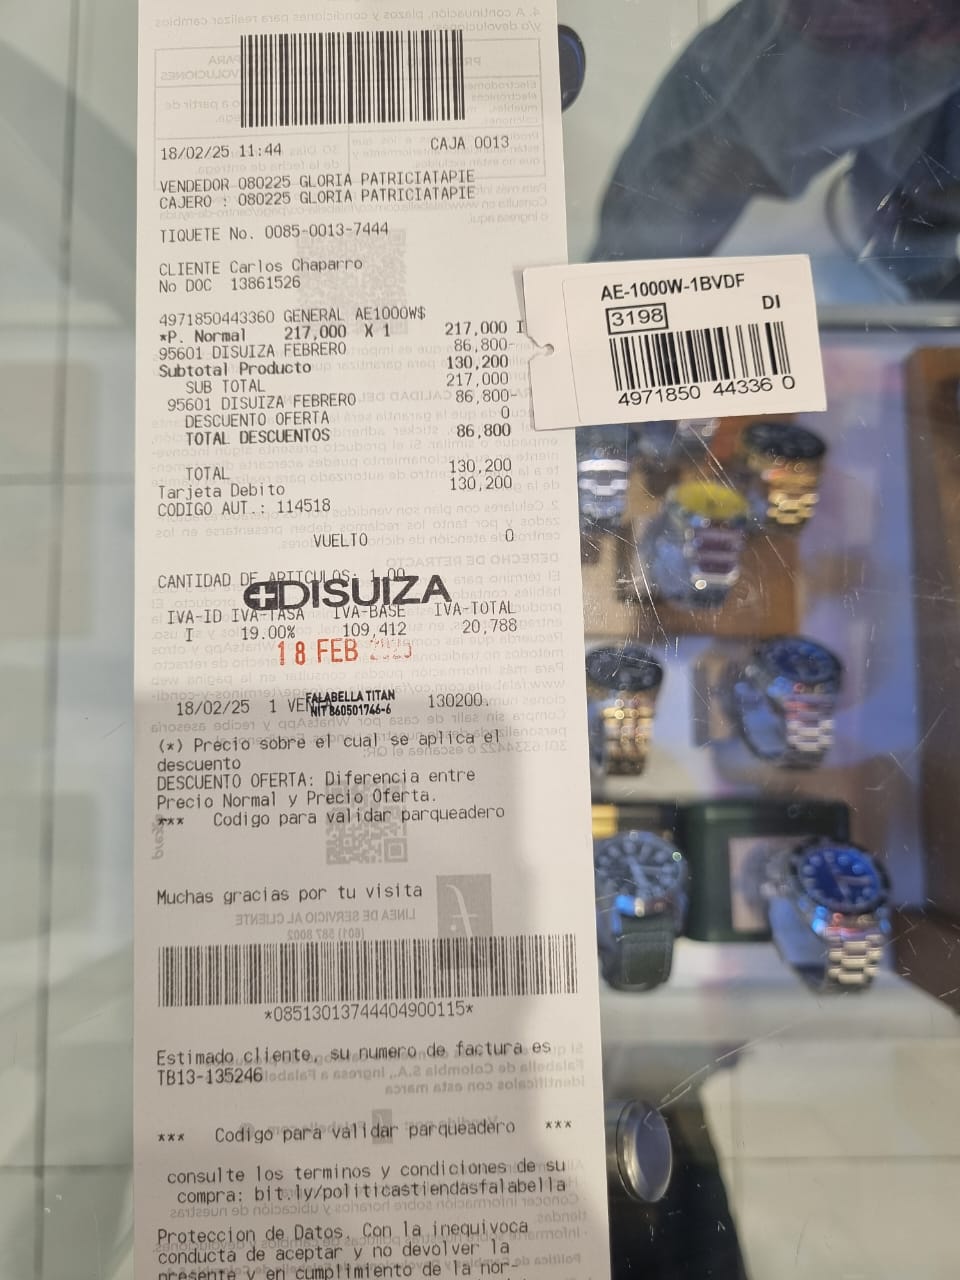 18/02/25 11:44 CAJA 0013
VENDEDOR 080225 GLORIA PATRICIATAPIE
CAJERO : 080225 GLORIA PATRICIATAPIE
TIQUETE No. 0085-0013-7444
CLIENTE Carlos Chaparro
No DOC 13861526
4971850443360 GENERAL AE1000W$
*P. Normal 217,000 X 1 217,000 I
95601 DISUIZA FEBRERO 86,800-
Subtotal Producto 130,200
SUB TOTAL 217,000
95601 DISUIZA FEBRERO 86,800-
DESCUENTO OFERTA 0
TOTAL DESCUENTOS 86,800
TOTAL 130,200
Tarjeta Debito 130,200
CODIGO AUT.: 114518
VUELTO 0
CANTIDAD DE ARTICULOS: 1.00
DISUIZA
IVA-ID IVA-TASA IVA-BASE IVA-TOTAL
I 19.00% 109,412 20,788
18 FEB
18/02/25 1 130200.
FALABELLA TITAN
NIT 860501746-6
(*) Precio sobre el cual se aplica el
descuento
DESCUENTO OFERTA: Diferencia entre
Precio Normal y Precio Oferta.
*** Codigo para validar parqueadero
Muchas gracias por tu visita
*08513013744404900115*
Estimado cliente, su numero de factura es
TB13-135246
*** Codigo para validar parqueadero ***
consulte los terminos y condiciones de su
compra: bit.ly/politicastiendasfalabella
Proteccion de Datos. Con la inequivoca
conducta de aceptar y no devolver la
presente y en cumplimiento de la nor-
AE-1000W-1BVDF
3198 DI
4971850 44336 0